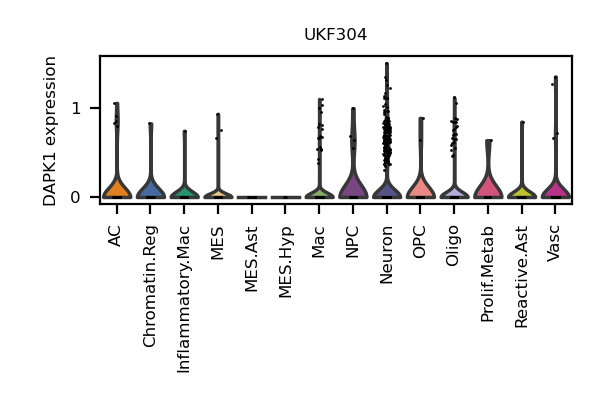 UKF304
DAPK1 expression
1
0
AC
Chromatin.Reg
Inflammatory.Mac
MES
MES.Ast
MES.Hyp
Mac
NPC
Neuron
OPC
Oligo
Prolif.Metab
Reactive.Ast
Vasc